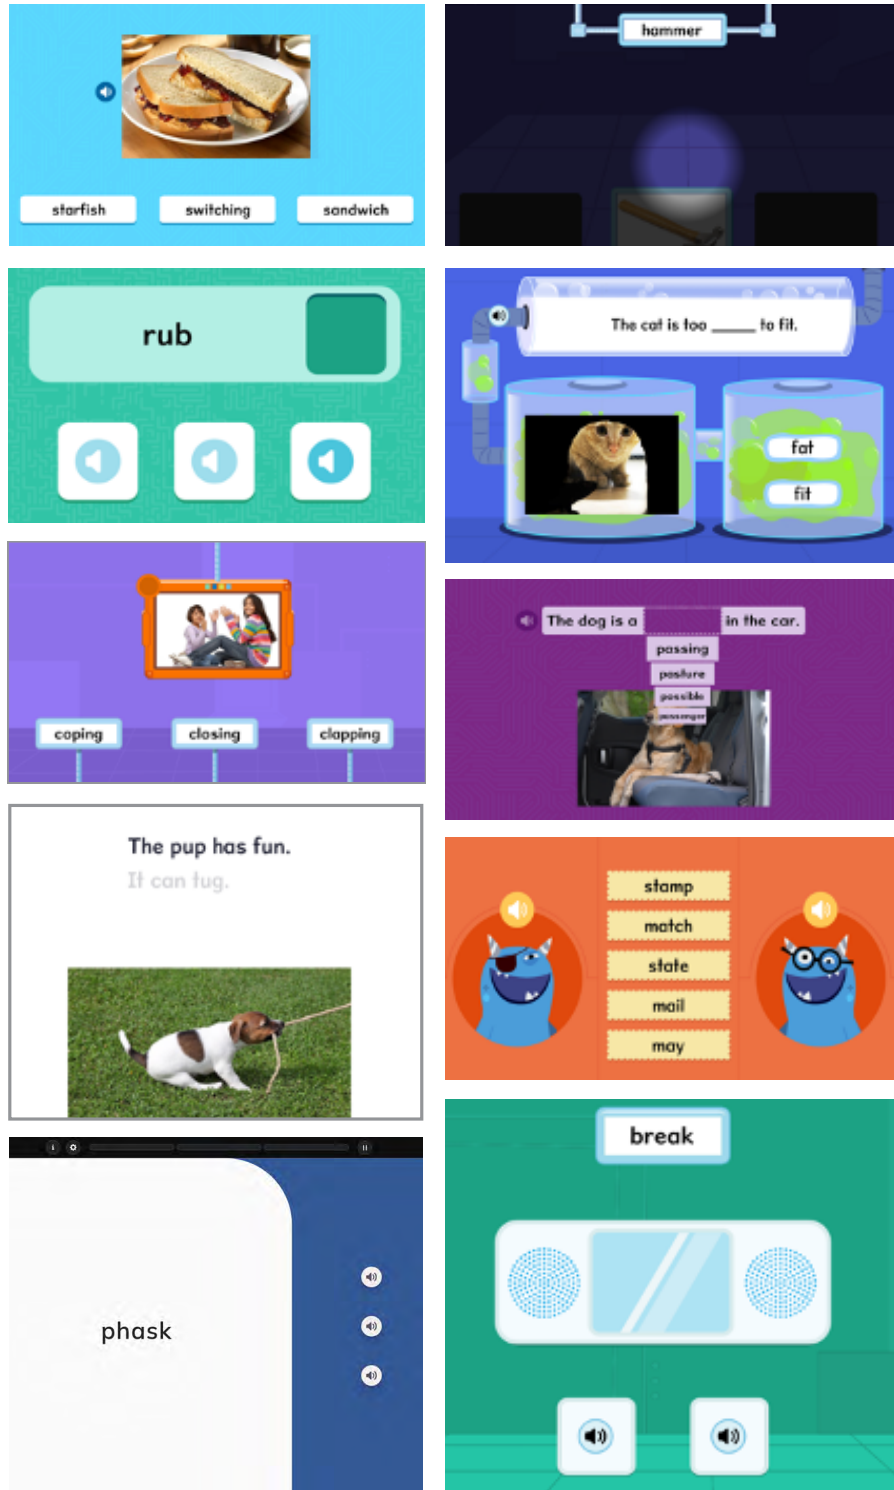 starfish switching sandwich
hammer
rub
The cat is too _____ to fit.
fat
fit
coping closing clapping
The dog is a in the car.
passing
pasture
possible
passenger
The pup has fun.
It can tug.
stamp
match
state
mail
may
phask
break